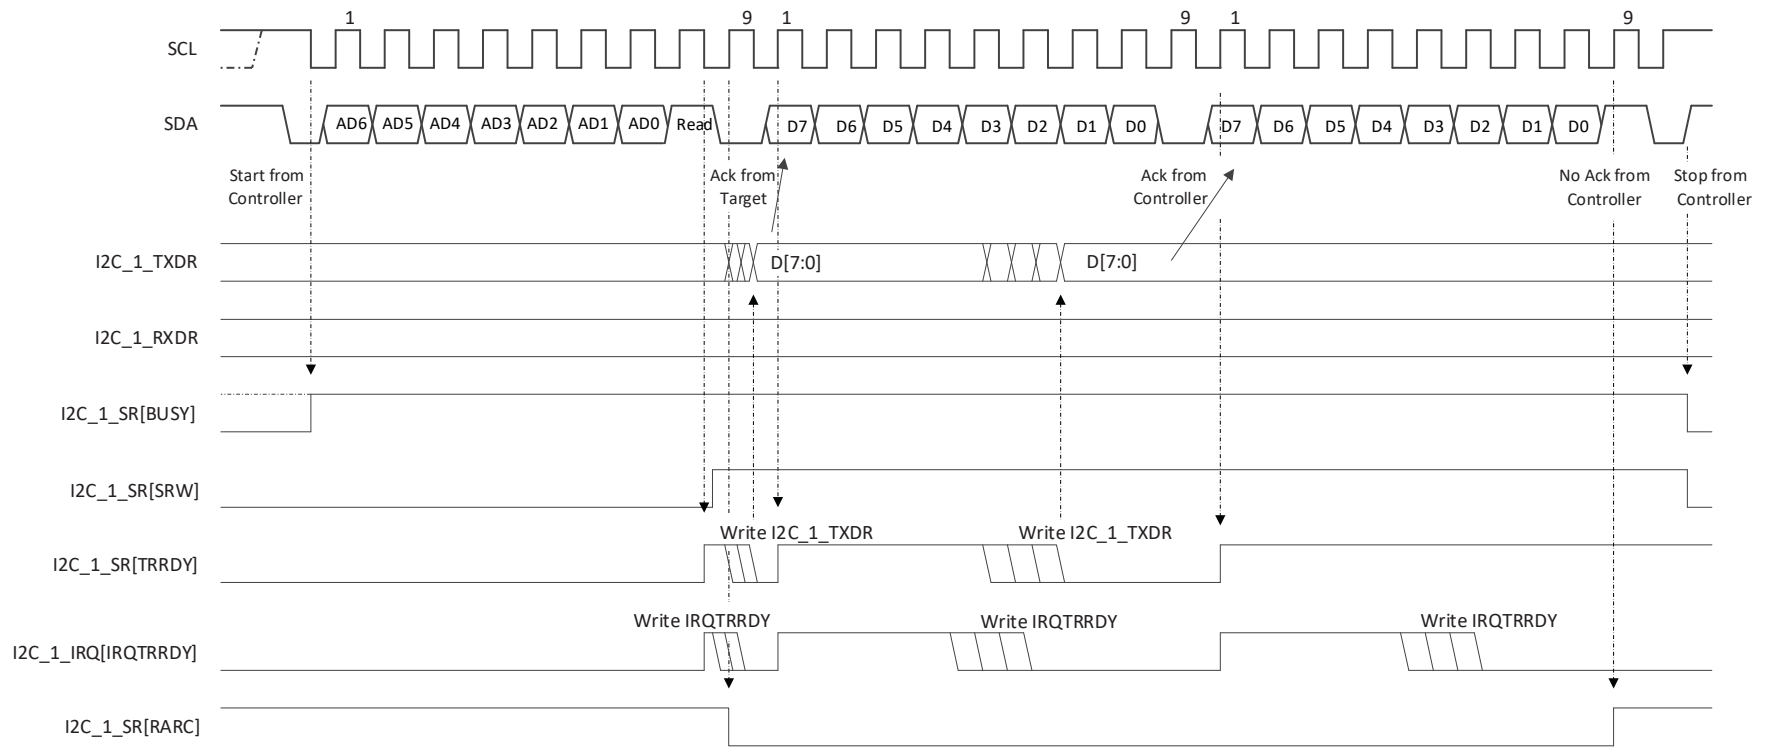 1 9 1 9 1 9
SCL
SDA AD6 AD5 AD4 AD3 AD2 AD1 AD0 Read D7 D6 D5 D4 D3 D2 D1 D0 D7 D6 D5 D4 D3 D2 D1 D0
Start from Controller
Ack from Target
Ack from Controller
No Ack from Controller
Stop from Controller
I2C_1_TXDR D[7:0] D[7:0]
I2C_1_RXDR
I2C_1_SR[BUSY]
I2C_1_SR[SRW]
Write I2C_1_TXDR Write I2C_1_TXDR
I2C_1_SR[TRRDY]
Write IRQTRRDY Write IRQTRRDY Write IRQTRRDY
I2C_1_IRQ[IRQTRRDY]
I2C_1_SR[RARC]